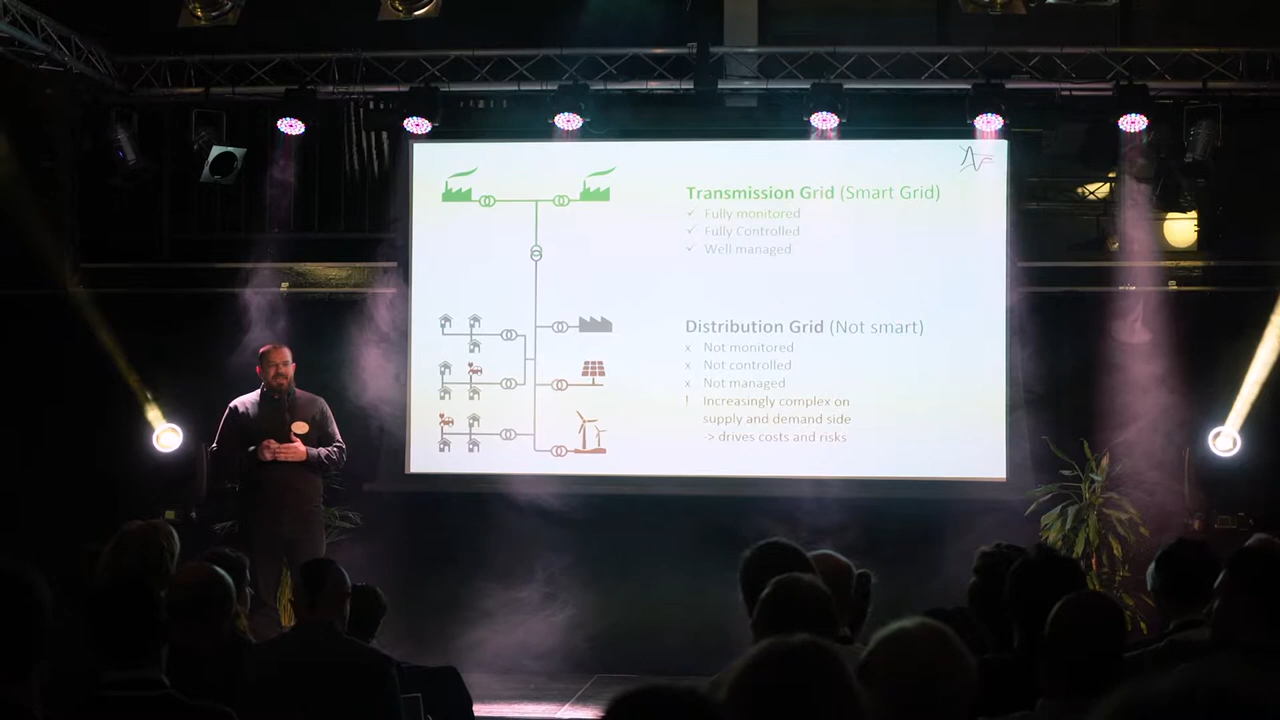 Transmission Grid (Smart Grid)
✓ Fully monitored
✓ Fully Controlled
✓ Well managed
Distribution Grid (Not smart)
x Not monitored
x Not controlled
x Not managed
! Increasingly complex on
supply and demand side
-> drives costs and risks